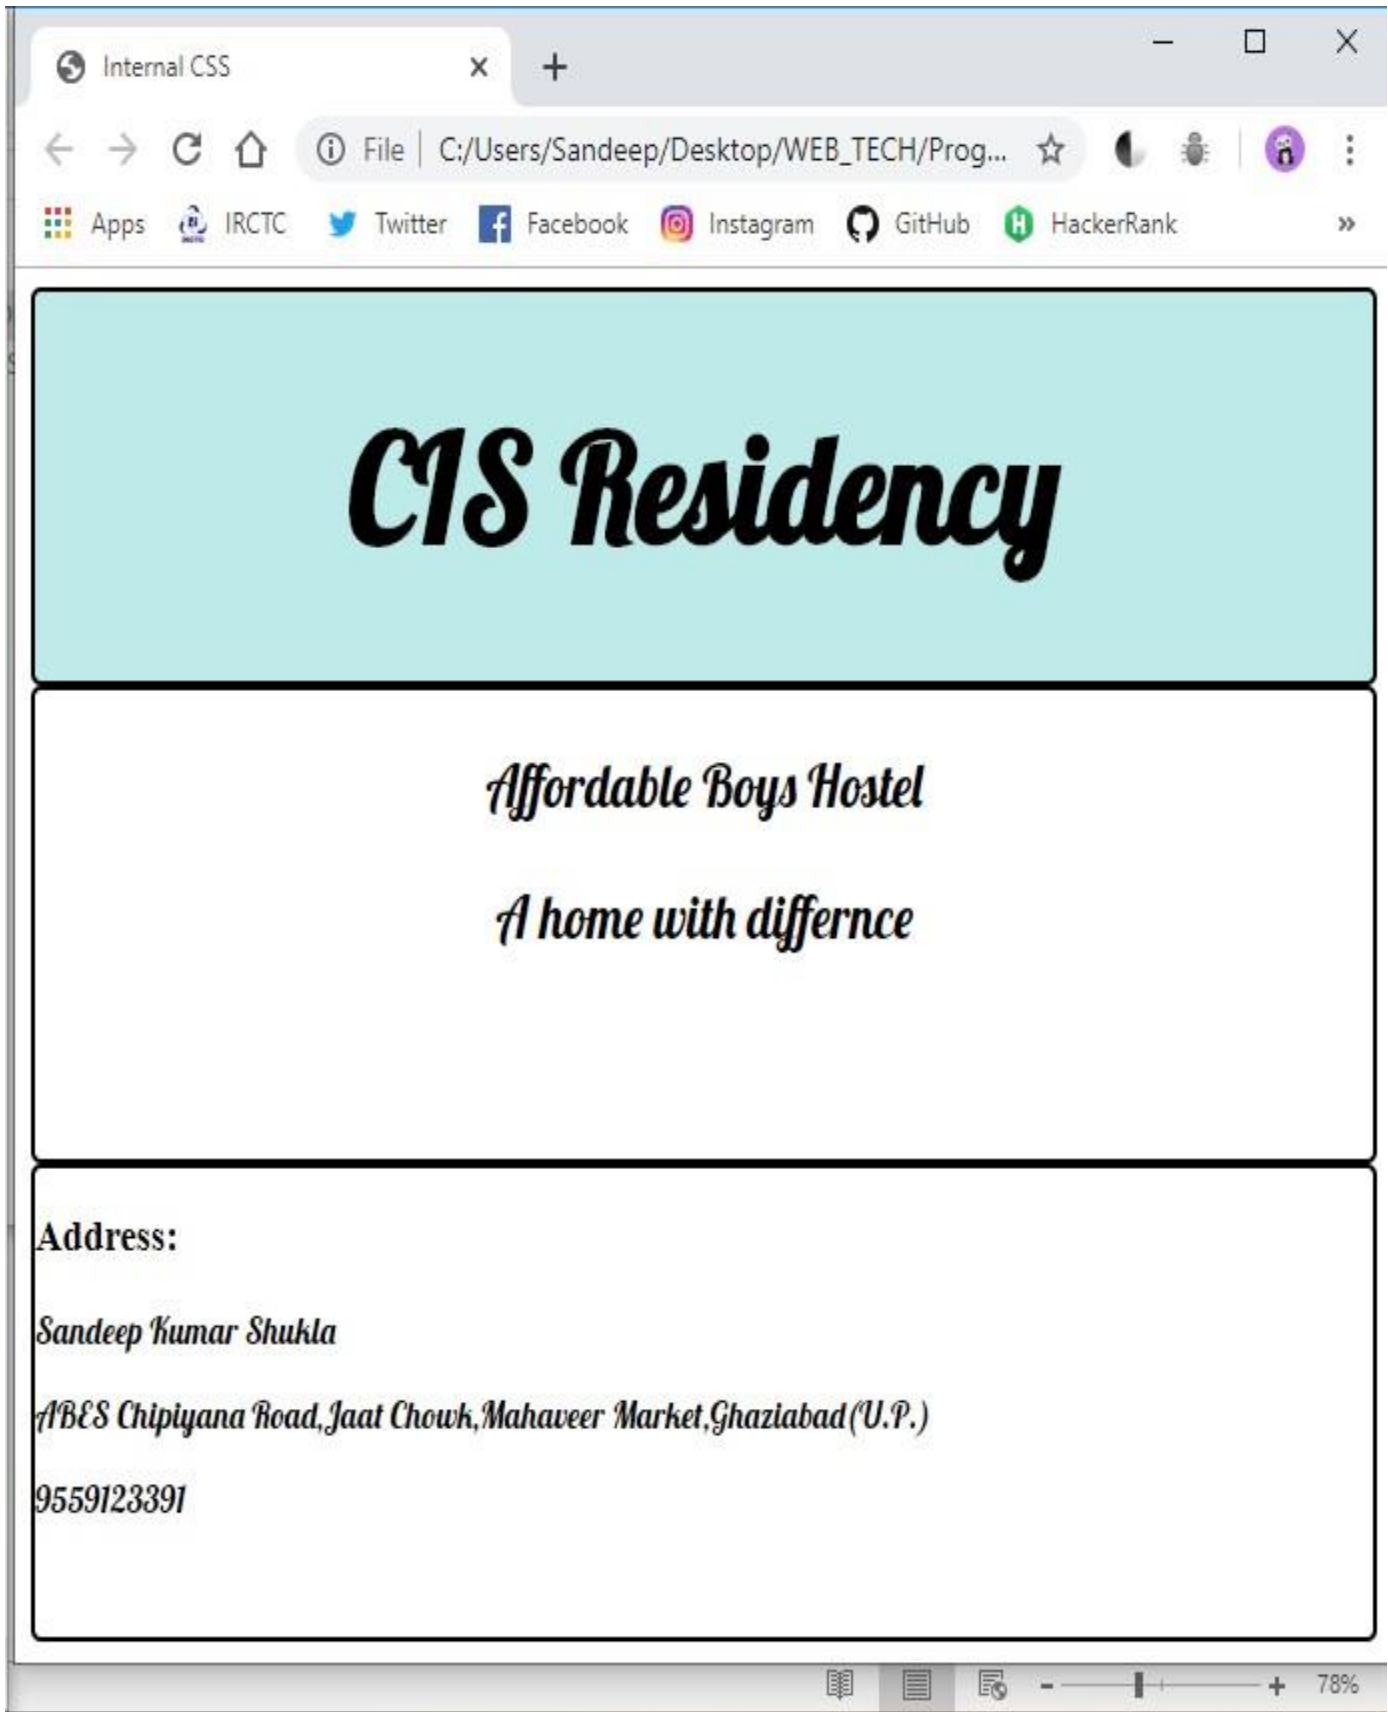 Internal CSS
File C:/Users/Sandeep/Desktop/WEB_TECH/Prog...
Apps IRCTC Twitter Facebook Instagram GitHub HackerRank »
CIS Residency
Affordable Boys Hostel
A home with differnce
Address:
Sandeep Kumar Shukla
ABES Chipiyana Road,Jaat Chowk,Mahaveer Market,Ghaziabad(U.P.)
9559123391
78%